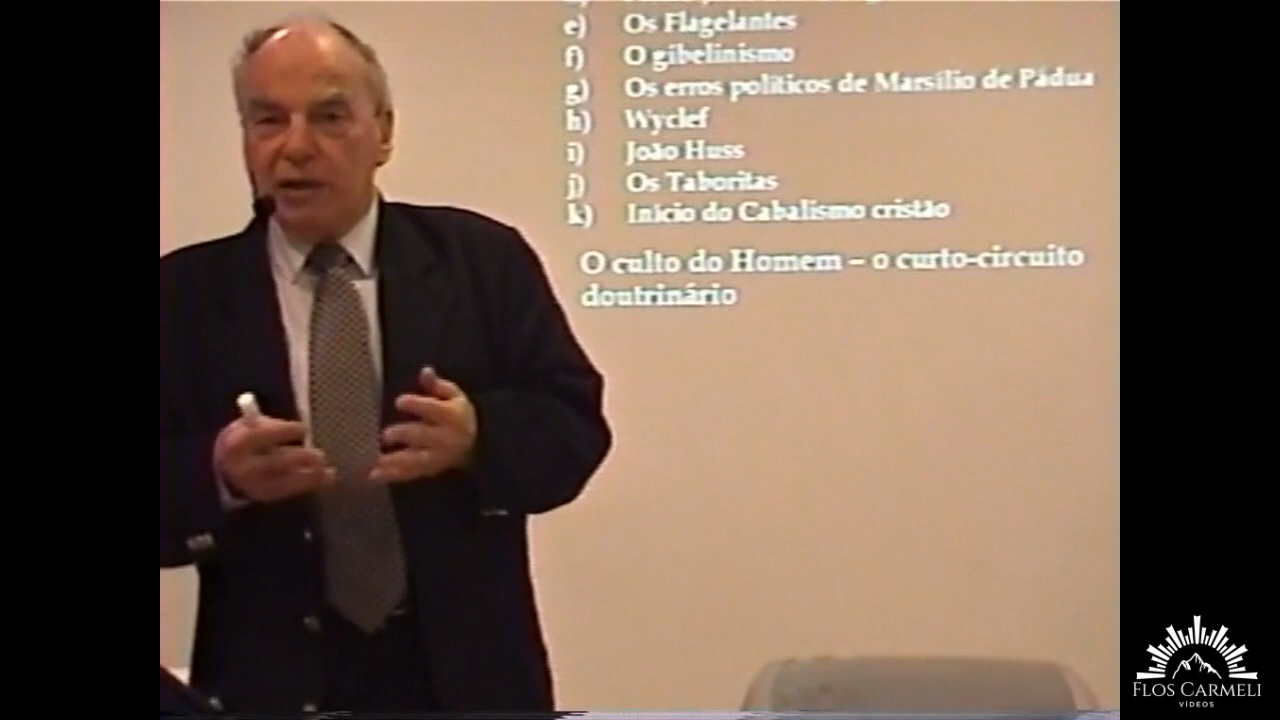 e) Os Flagelantes
f) O gibelinismo
g) Os erros políticos de Marsílio de Pádua
h) Wyclef
i) João Huss
j) Os Taboritas
k) Início do Cabalismo cristão
O culto do Homem – o curto-circuito
doutrinário
FLOS CARMELI
VÍDEOS